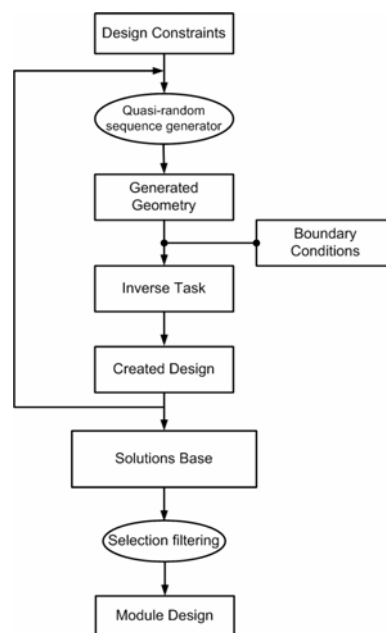 Design Constraints
Quasi-random
sequence generator
Generated
Geometry
Boundary
Conditions
Inverse Task
Created Design
Solutions Base
Selection filtering
Module Design